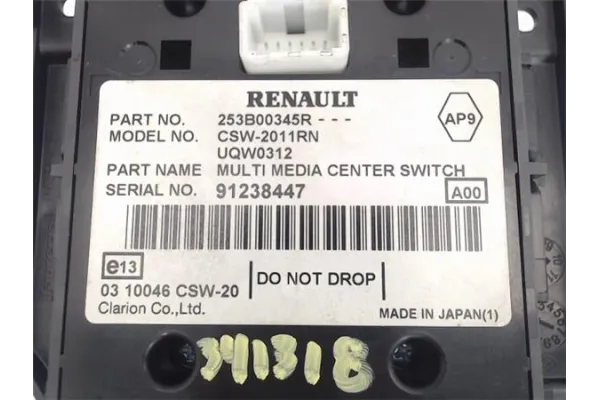 RENAULT
PART NO. 253B00345R - - -
AP9
MODEL NO. CSW-2011RN
UQW0312
PART NAME MULTI MEDIA CENTER SWITCH
SERIAL NO. 91238447
A00
e13
03 10046 CSW-20
DO NOT DROP
Clarion Co.,Ltd.
MADE IN JAPAN(1)
341318